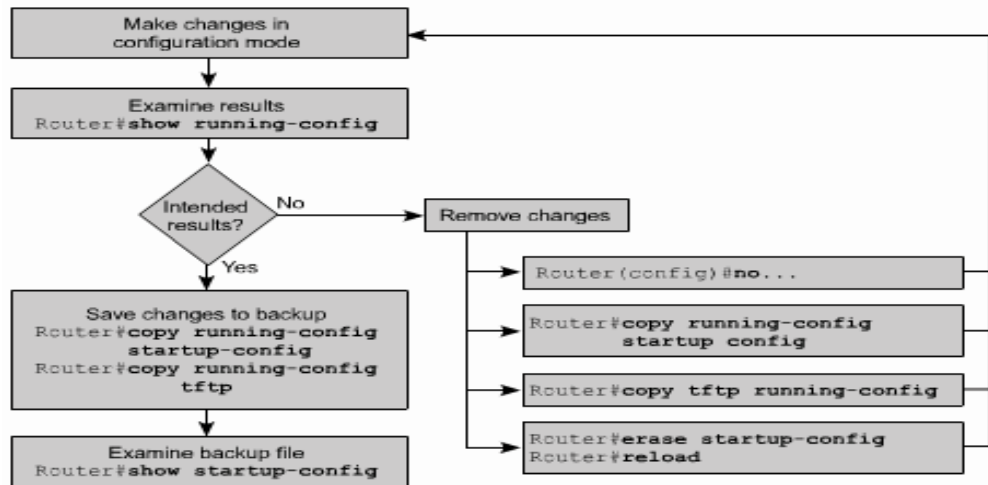 Make changes in
configuration mode
Examine results
Router#show running-config
Intended
results?
No
Yes
Remove changes
Router(config)#no...
Router#copy running-config
startup config
Router#copy tftp running-config
Router#erase startup-config
Router#reload
Save changes to backup
Router#copy running-config
startup-config
Router#copy running-config
tftp
Examine backup file
Router#show startup-config